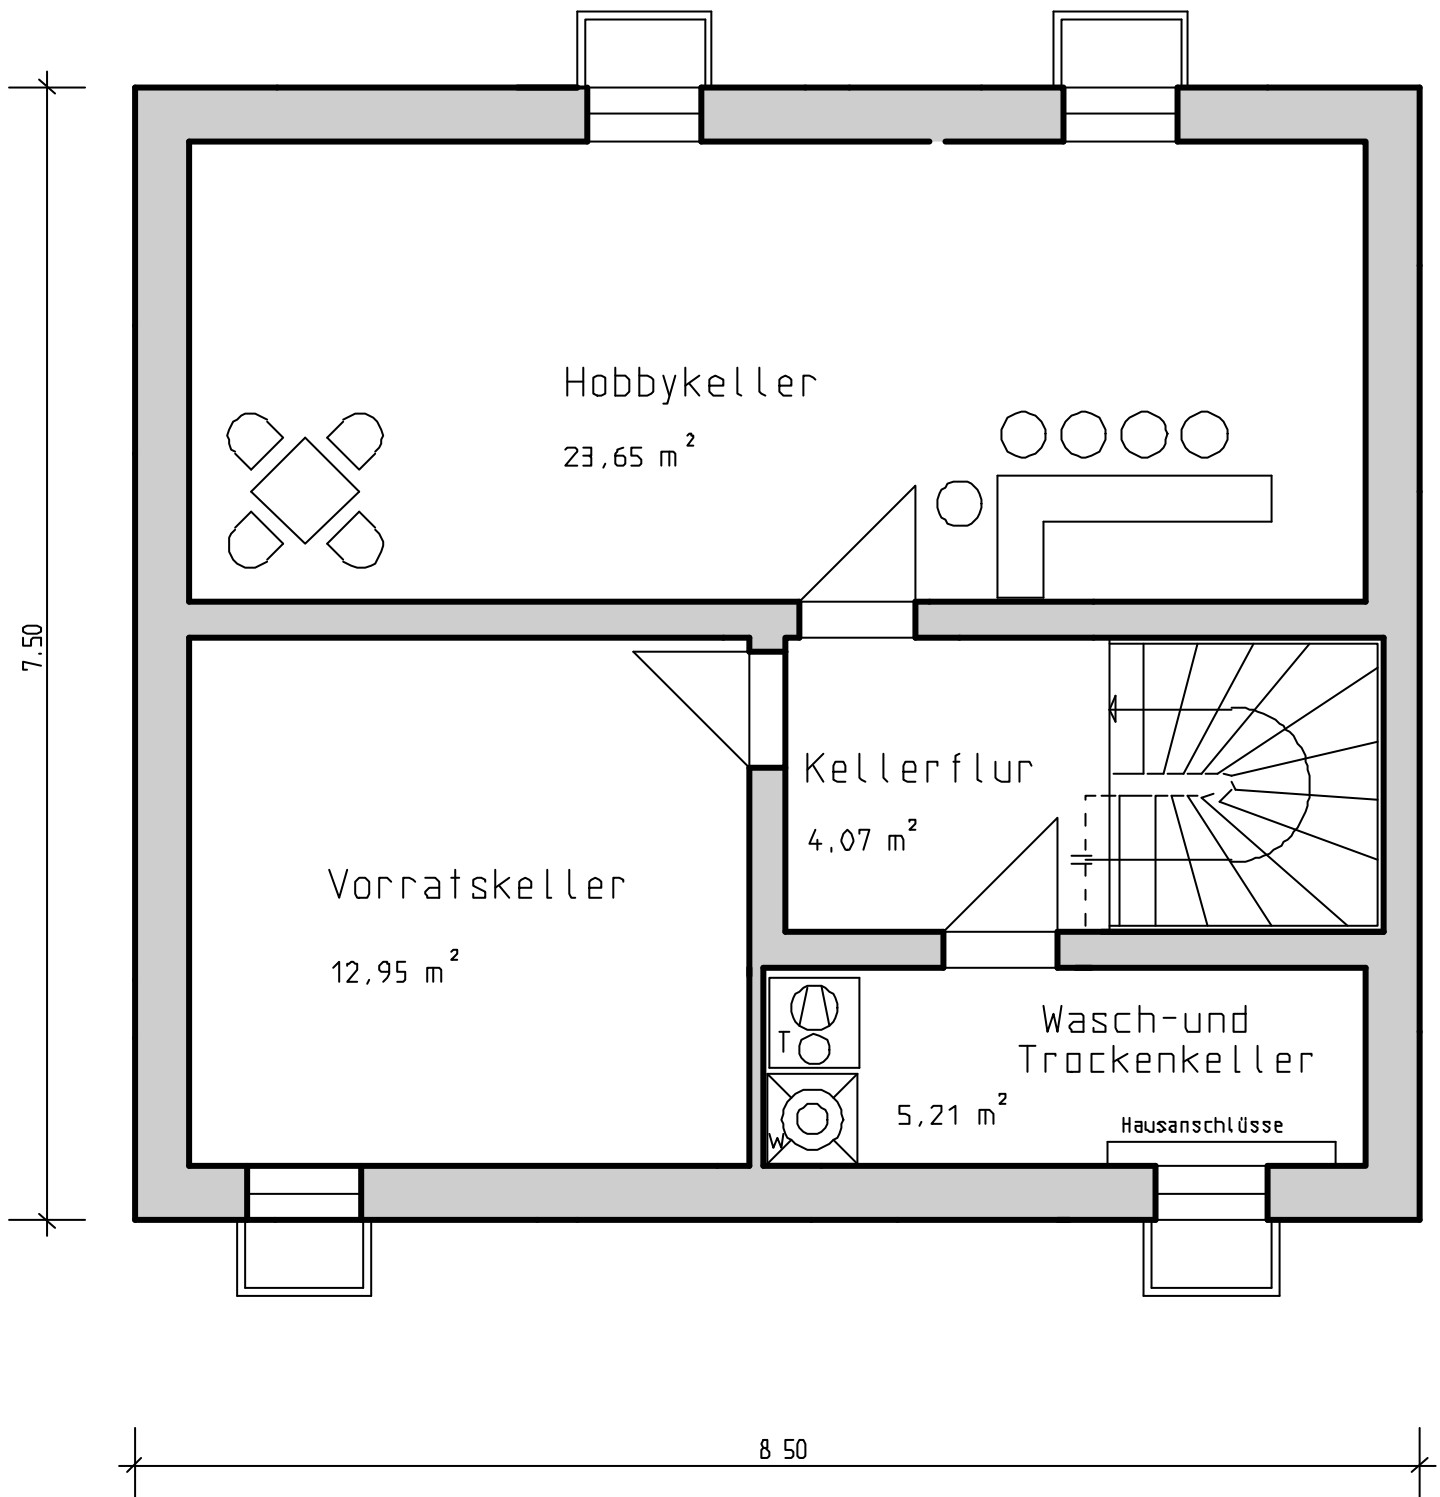 Hobbykeller
23,65 m²
7.50
Kellerflur
4,07 m²
Vorratskeller
12,95 m²
Wasch-und
Trockenkeller
T
5,21 m²
Hausanschlüsse
W
8 50